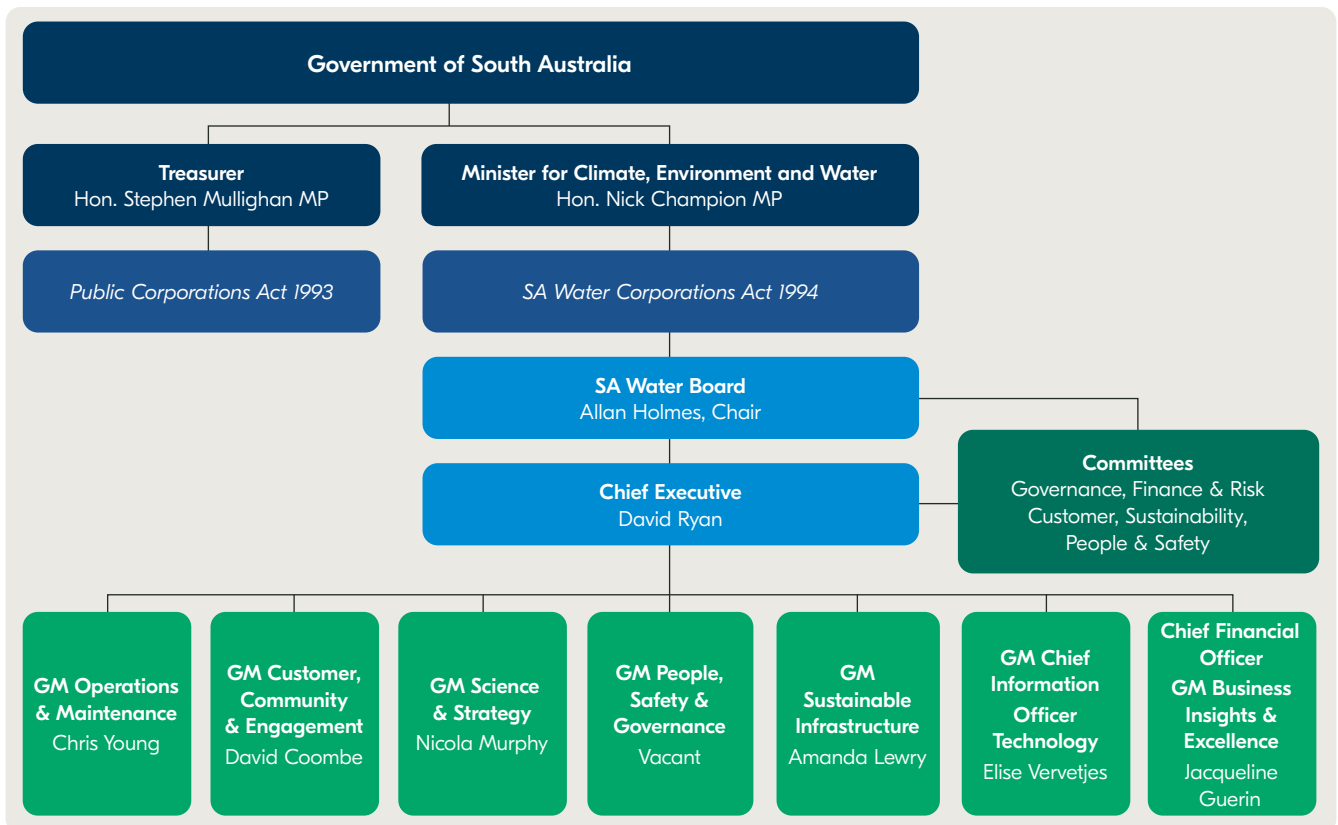 Government of South Australia
Treasurer
Hon. Stephen Mullighan MP
Minister for Climate, Environment and Water
Hon. Nick Champion MP
Public Corporations Act 1993
SA Water Corporations Act 1994
SA Water Board
Allan Holmes, Chair
Chief Executive
David Ryan
Committees
Governance, Finance & Risk
Customer, Sustainability,
People & Safety
GM Operations
& Maintenance
Chris Young
GM Customer,
Community
& Engagement
David Coombe
GM Science
& Strategy
Nicola Murphy
GM People,
Safety &
Governance
Vacant
GM
Sustainable
Infrastructure
Amanda Lewry
GM Chief
Information
Officer
Technology
Elise Vervetjes
Chief Financial
Officer
GM Business
Insights &
Excellence
Jacqueline
Guerin